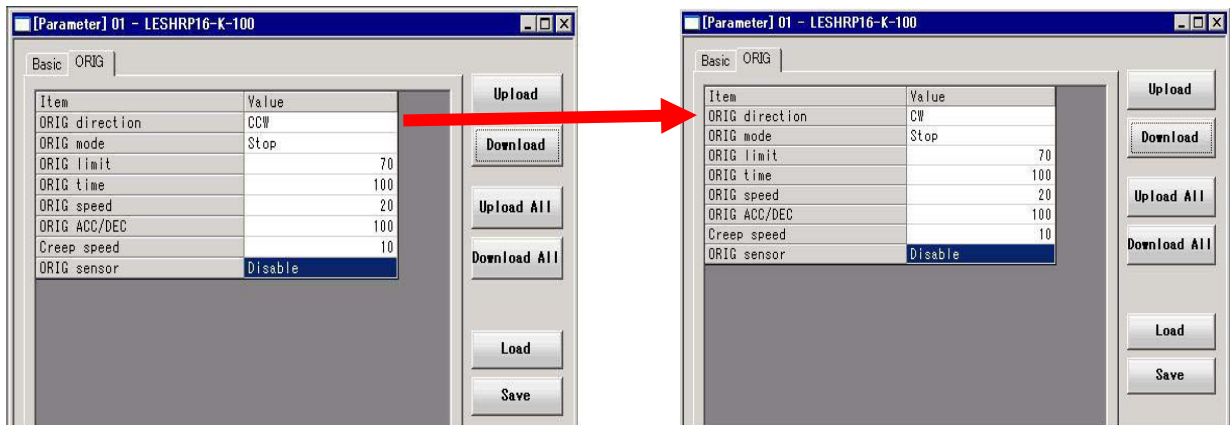 [Parameter] 01 - LESHRP16-K-100
Basic ORIG
Item Value
ORIG direction CCW
ORIG mode Stop
ORIG limit 70
ORIG time 100
ORIG speed 20
ORIG ACC/DEC 100
Creep speed 10
ORIG sensor Disable
Upload
Download
Upload All
Download All
Load
Save
[Parameter] 01 - LESHRP16-K-100
Basic ORIG
Item Value
ORIG direction CW
ORIG mode Stop
ORIG limit 70
ORIG time 100
ORIG speed 20
ORIG ACC/DEC 100
Creep speed 10
ORIG sensor Disable
Upload
Download
Upload All
Download All
Load
Save